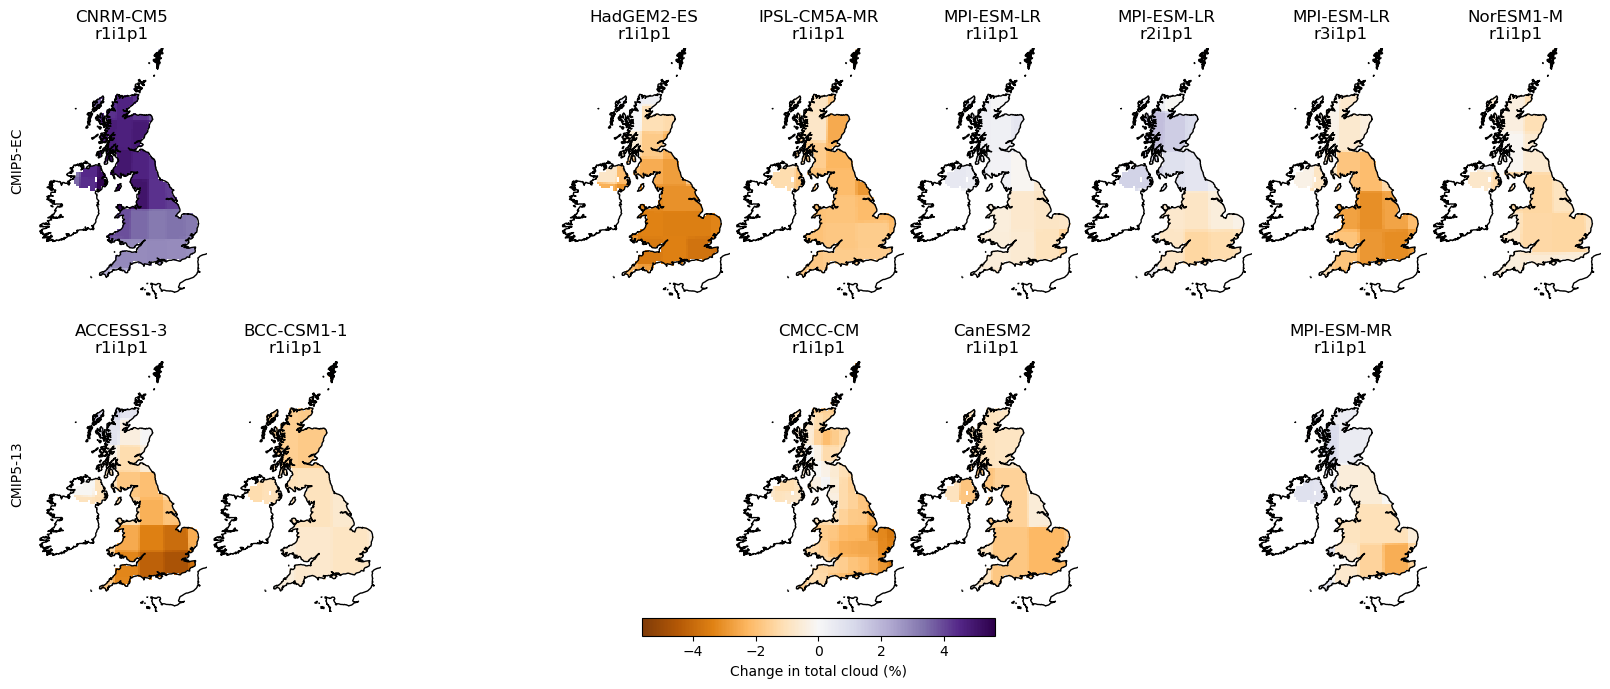 CNRM-CM5
r1i1p1
HadGEM2-ES
r1i1p1
IPSL-CM5A-MR
r1i1p1
MPI-ESM-LR
r1i1p1
MPI-ESM-LR
r2i1p1
MPI-ESM-LR
r3i1p1
NorESM1-M
r1i1p1
CMIP5-EC
ACCESS1-3
r1i1p1
BCC-CSM1-1
r1i1p1
CMCC-CM
r1i1p1
CanESM2
r1i1p1
MPI-ESM-MR
r1i1p1
CMIP5-13
−4 −2 0 2 4
Change in total cloud (%)